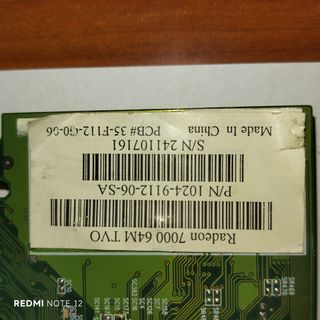 Radeon 7000 64M TVO
P/N 1024-9112-06-SA
S/N 241107161
Made In China PCB# 35-F112-G0-06
REDMI NOTE 12